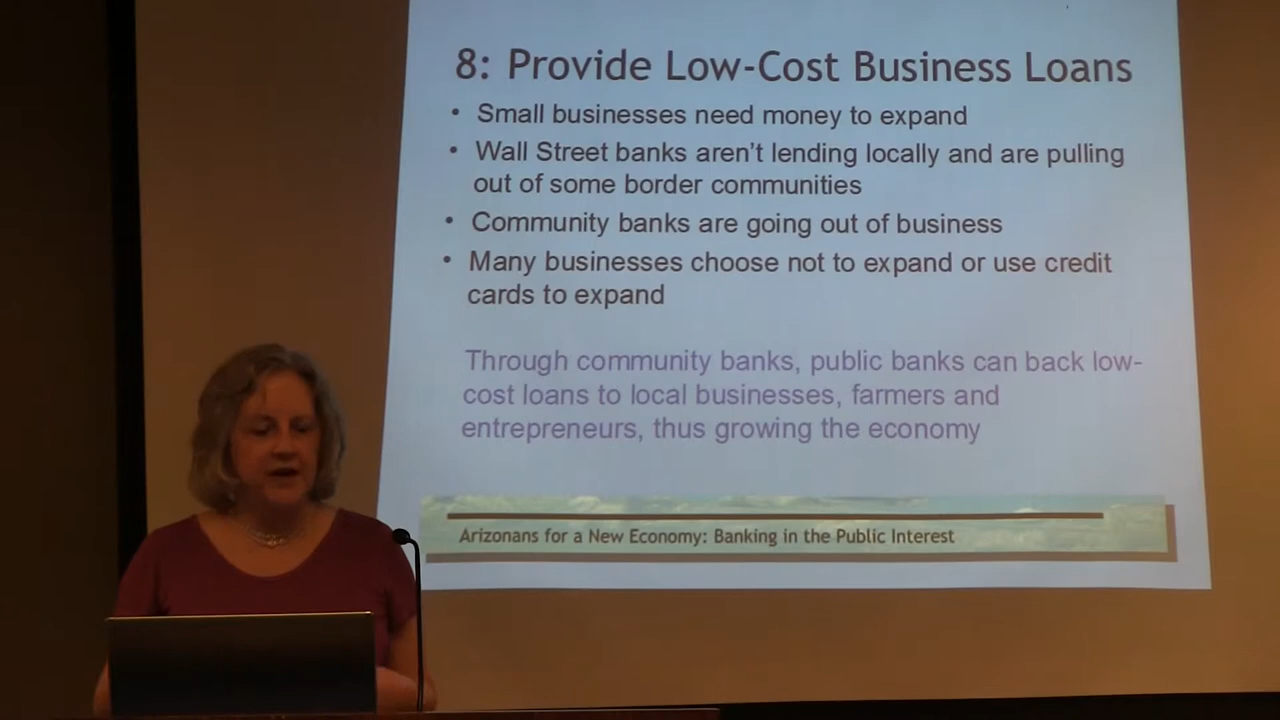 8: Provide Low-Cost Business Loans
• Small businesses need money to expand
• Wall Street banks aren't lending locally and are pulling
out of some border communities
• Community banks are going out of business
• Many businesses choose not to expand or use credit
cards to expand
Through community banks, public banks can back low-
cost loans to local businesses, farmers and
entrepreneurs, thus growing the economy
Arizonans for a New Economy: Banking in the Public Interest